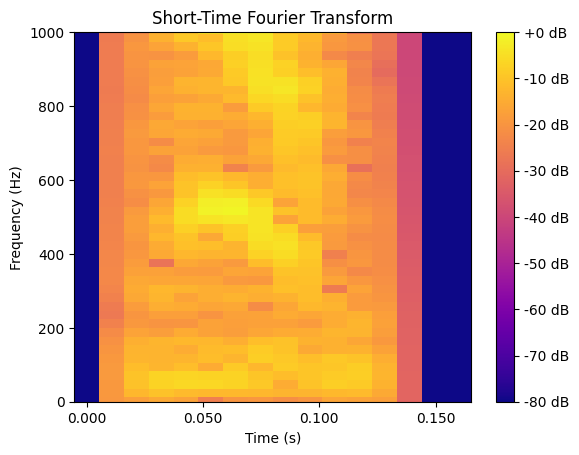 Short-Time Fourier Transform
Frequency (Hz)
1000
800
600
400
200
0
0.000
0.050
0.100
0.150
Time (s)
+0 dB
-10 dB
-20 dB
-30 dB
-40 dB
-50 dB
-60 dB
-70 dB
-80 dB